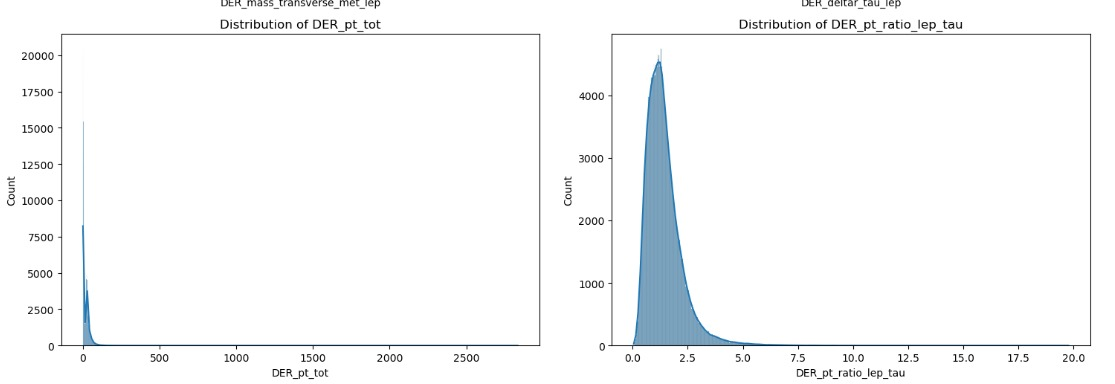 DER_mass_transverse_met_lep
DER_deltar_tau_lep
Distribution of DER_pt_tot
20000
17500
15000
12500
10000
7500
5000
2500
0
Count
0 500 1000 1500 2000 2500
DER_pt_tot
Distribution of DER_pt_ratio_lep_tau
4000
3000
2000
1000
0
Count
0.0 2.5 5.0 7.5 10.0 12.5 15.0 17.5 20.0
DER_pt_ratio_lep_tau